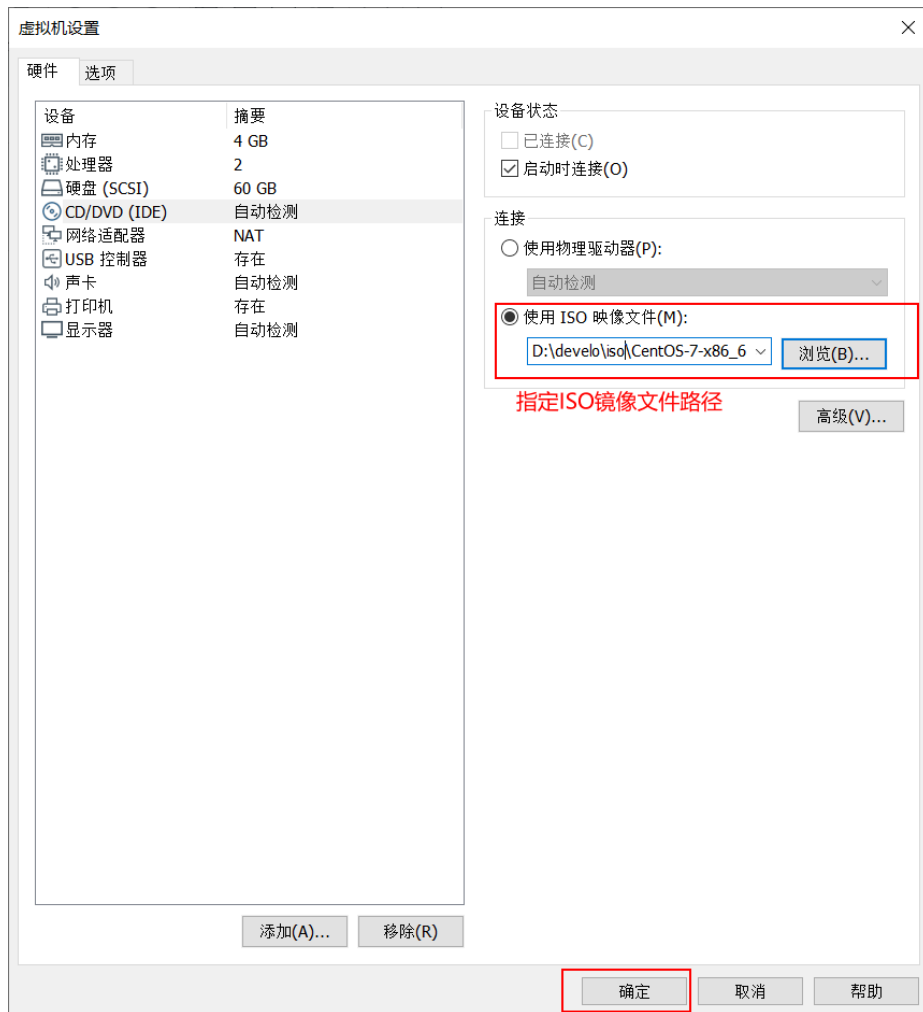 虚拟机设置
硬件 选项
设备 摘要
内存 4 GB
处理器 2
硬盘 (SCSI) 60 GB
CD/DVD (IDE) 自动检测
网络适配器 NAT
USB 控制器 存在
声卡 自动检测
打印机 存在
显示器 自动检测
添加(A)... 移除(R)
设备状态
已连接(C)
启动时连接(O)
连接
使用物理驱动器(P):
自动检测
使用 ISO 映像文件(M):
D:\develo\iso\CentOS-7-x86_6 浏览(B)...
指定ISO镜像文件路径
高级(V)...
确定 取消 帮助